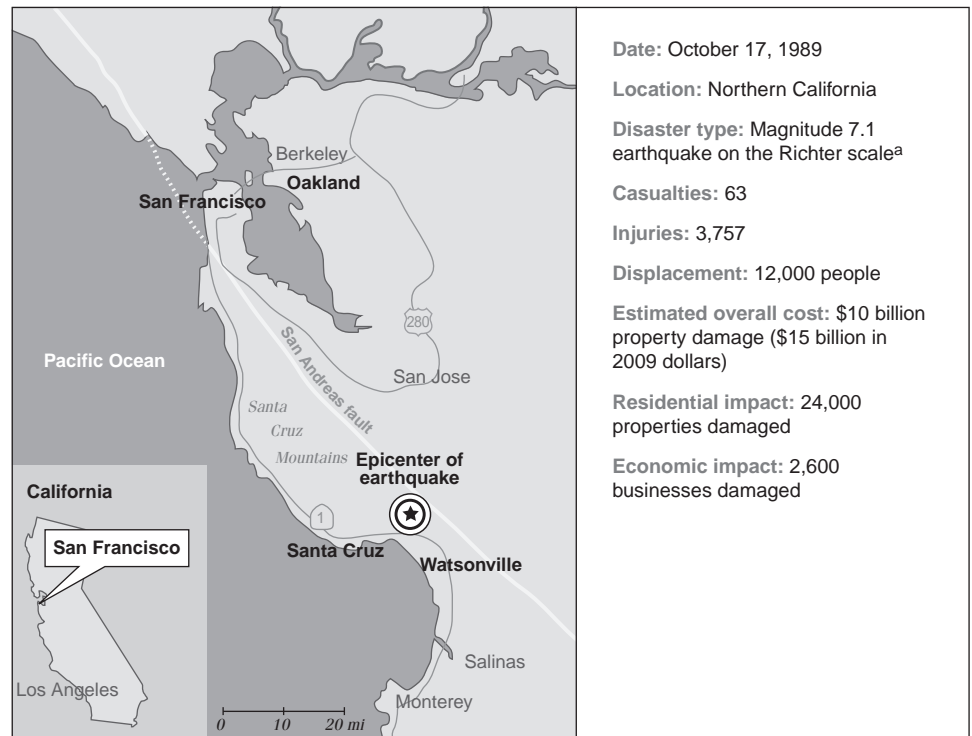 Berkeley
Oakland
San Francisco
280
Pacific Ocean
San Andreas fault
San Jose
Santa
Cruz
Mountains
Epicenter of
earthquake
1
Santa Cruz
Watsonville
Salinas
Monterey
0 10 20 mi
California
San Francisco
Los Angeles
Date: October 17, 1989
Location: Northern California
Disaster type: Magnitude 7.1
earthquake on the Richter scaleᵃ
Casualties: 63
Injuries: 3,757
Displacement: 12,000 people
Estimated overall cost: $10 billion
property damage ($15 billion in
2009 dollars)
Residential impact: 24,000
properties damaged
Economic impact: 2,600
businesses damaged